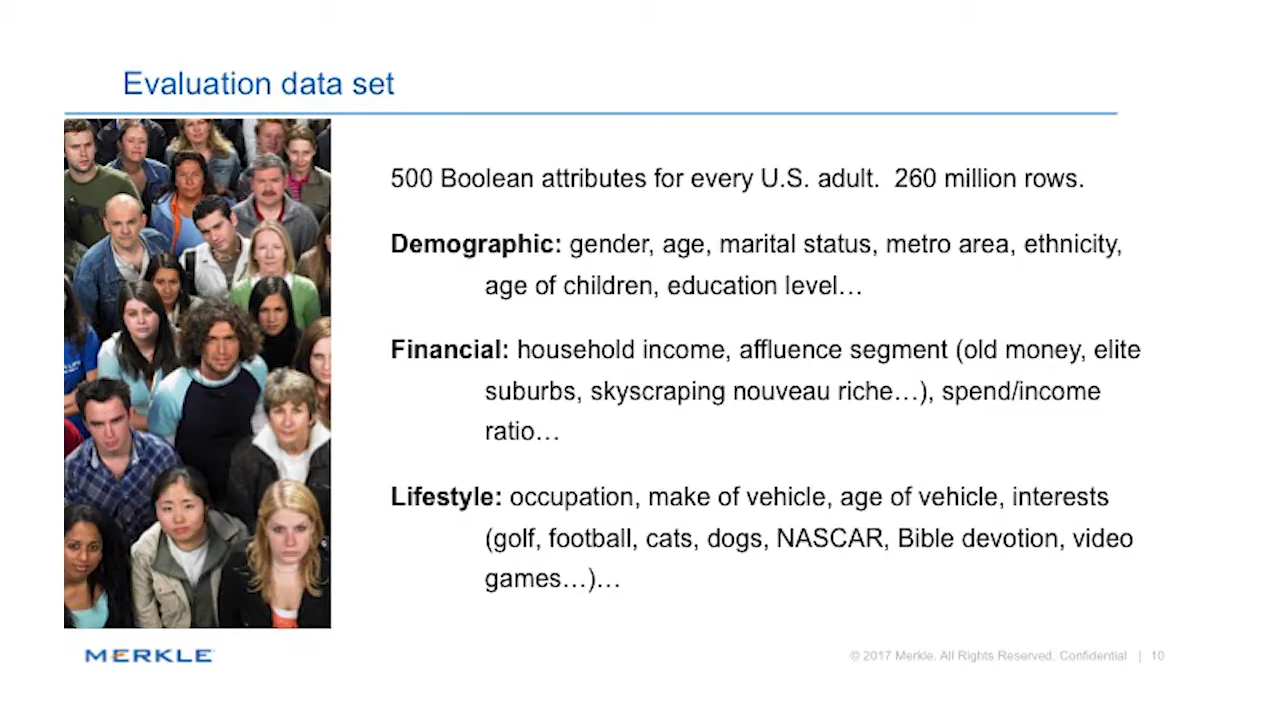 Evaluation data set
500 Boolean attributes for every U.S. adult.  260 million rows.
Demographic: gender, age, marital status, metro area, ethnicity,
age of children, education level…
Financial: household income, affluence segment (old money, elite
suburbs, skyscraping nouveau riche…), spend/income
ratio…
Lifestyle: occupation, make of vehicle, age of vehicle, interests
(golf, football, cats, dogs, NASCAR, Bible devotion, video
games…)…
MERKLE
© 2017 Merkle. All Rights Reserved. Confidential | 10